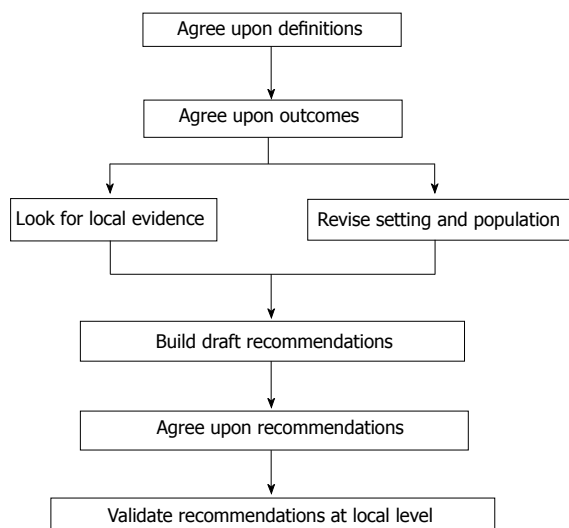 Agree upon definitions
Agree upon outcomes
Look for local evidence
Revise setting and population
Build draft recommendations
Agree upon recommendations
Validate recommendations at local level